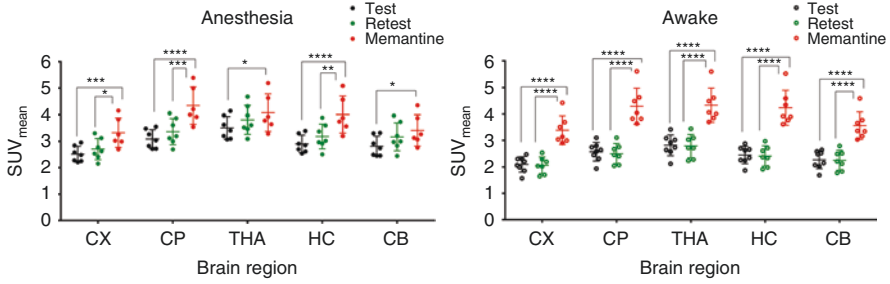 Anesthesia
Test
Retest
Memantine
SUVmean
6
5
4
3
2
1
0
***
*
****
***
*
****
**
*
CX CP THA HC CB
Brain region
Awake
Test
Retest
Memantine
SUVmean
6
5
4
3
2
1
0
****
****
****
****
****
****
****
****
****
****
CX CP THA HC CB
Brain region